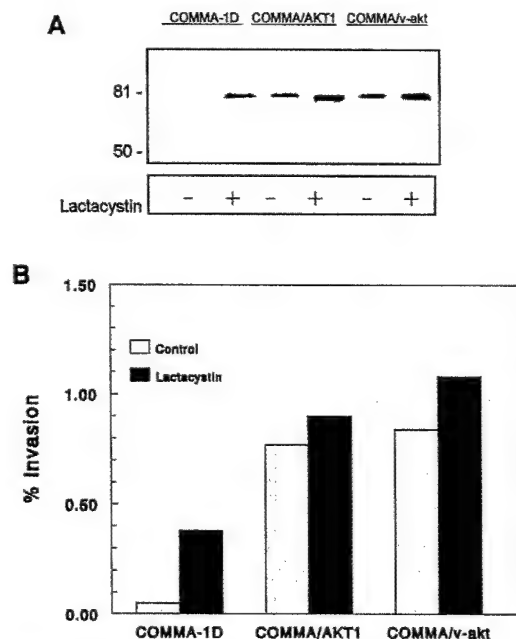 A
COMMA-1D COMMA/AKT1 COMMA/v-akt
81 -
50 -
Lactacystin - + - + - +
B
1.50
Control
Lactacystin
1.00
% Invasion
0.50
0.00
COMMA-1D COMMA/AKT1 COMMA/v-akt